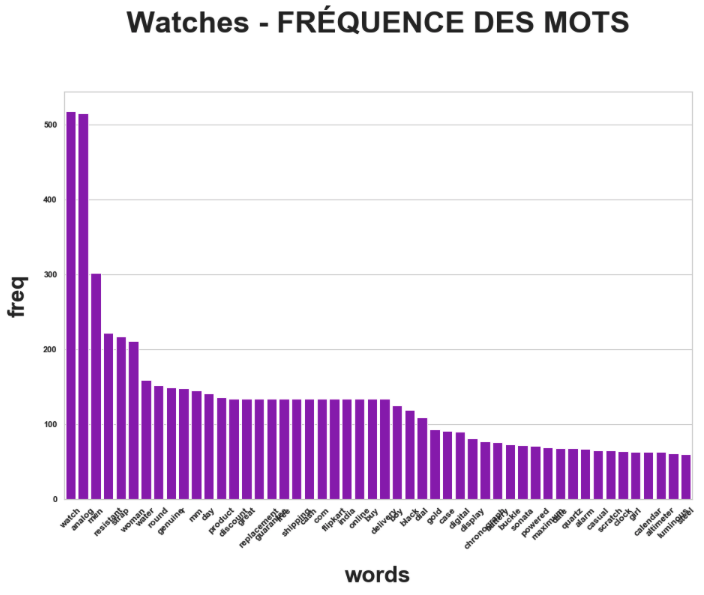 Watches - FRÉQUENCE DES MOTS
freq
500
400
300
200
100
0
watch
analog
men
resistant
strap
woman
water
round
genuine
r
mm
day
product
discount
great
replacement
guarantee
free
shipping
cash
com
flipkart
india
online
buy
delivery
boy
black
dial
gold
case
digital
display
chronograph
buckle
sonata
powered
maximum
quartz
alarm
casual
scratch
clock
girl
calendar
altimeter
luminous
steel
words